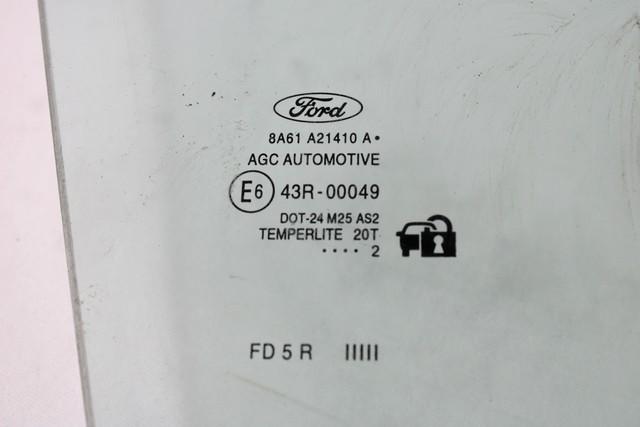 Ford
8A61 A21410 A•
AGC AUTOMOTIVE
E6 43R-00049
DOT-24 M25 AS2
TEMPERLITE 20T
•••• 2
FD 5 R IIIII